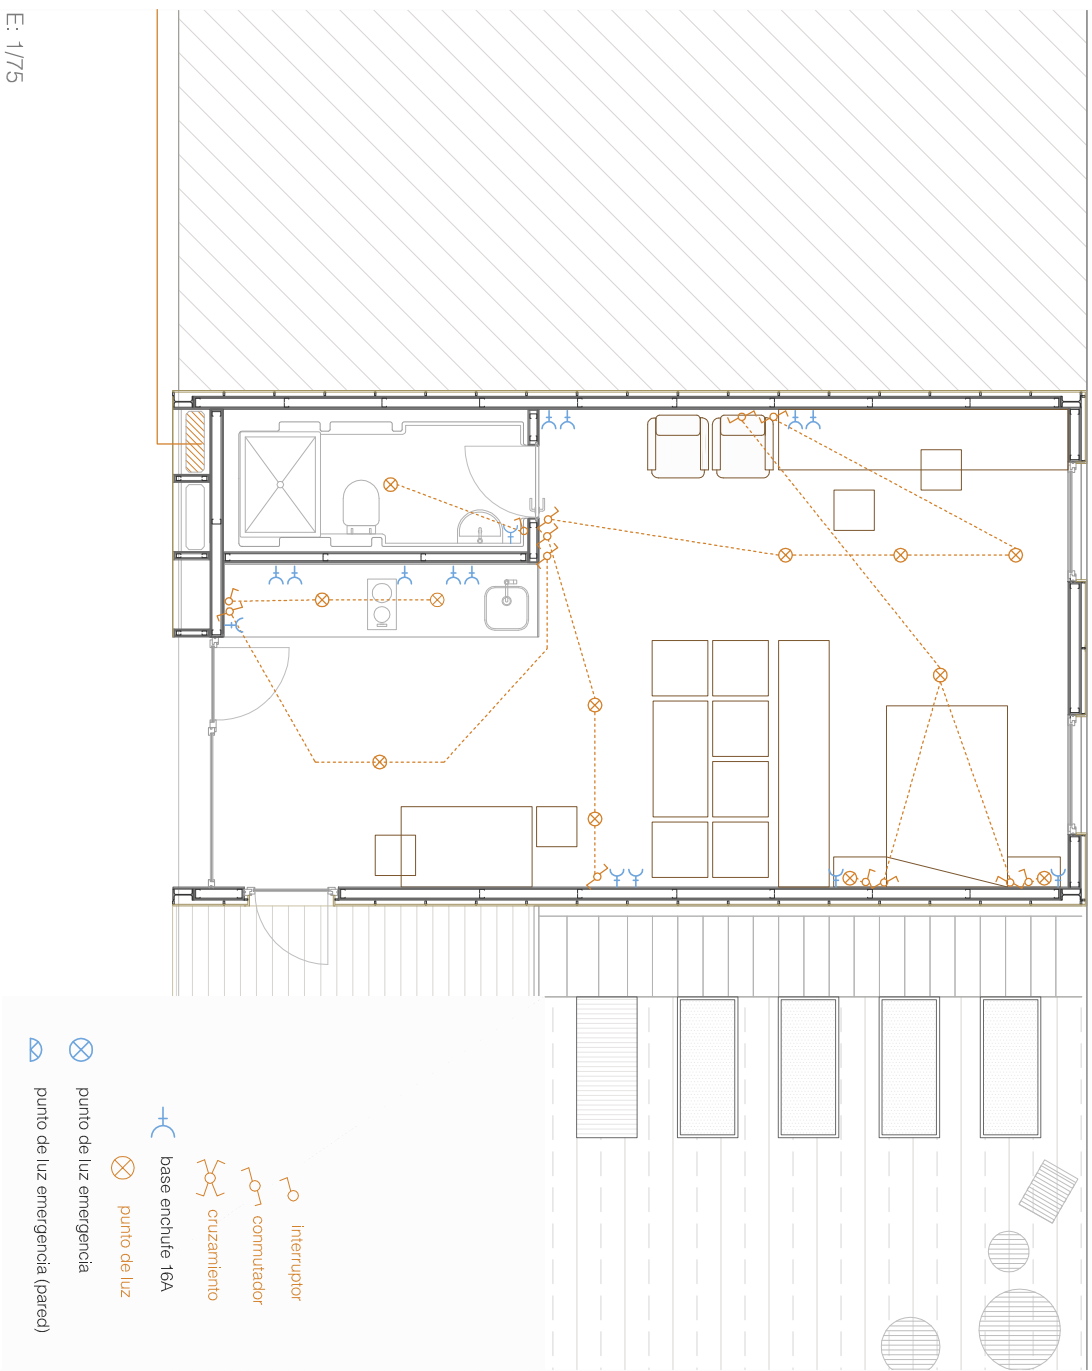 E: 1/75
interruptor
conmutador
cruzamiento
base enchufe 16A
punto de luz
punto de luz emergencia
punto de luz emergencia (pared)